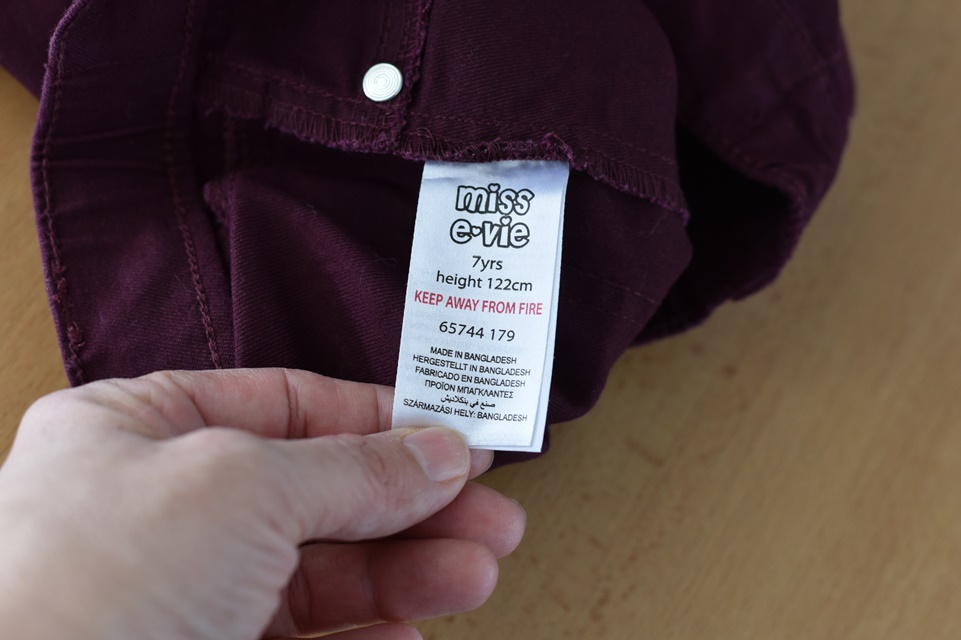 miss
e-vie
7yrs
height 122cm
KEEP AWAY FROM FIRE
65744 179
MADE IN BANGLADESH
HERGESTELLT IN BANGLADESH
FABRICADO EN BANGLADESH
ΠΡΟΪΟΝ ΜΠΑΓΚΛΑΝΤΕΣ
صنع في بنكلاديش
SZÁRMAZÁSI HELY: BANGLADESH